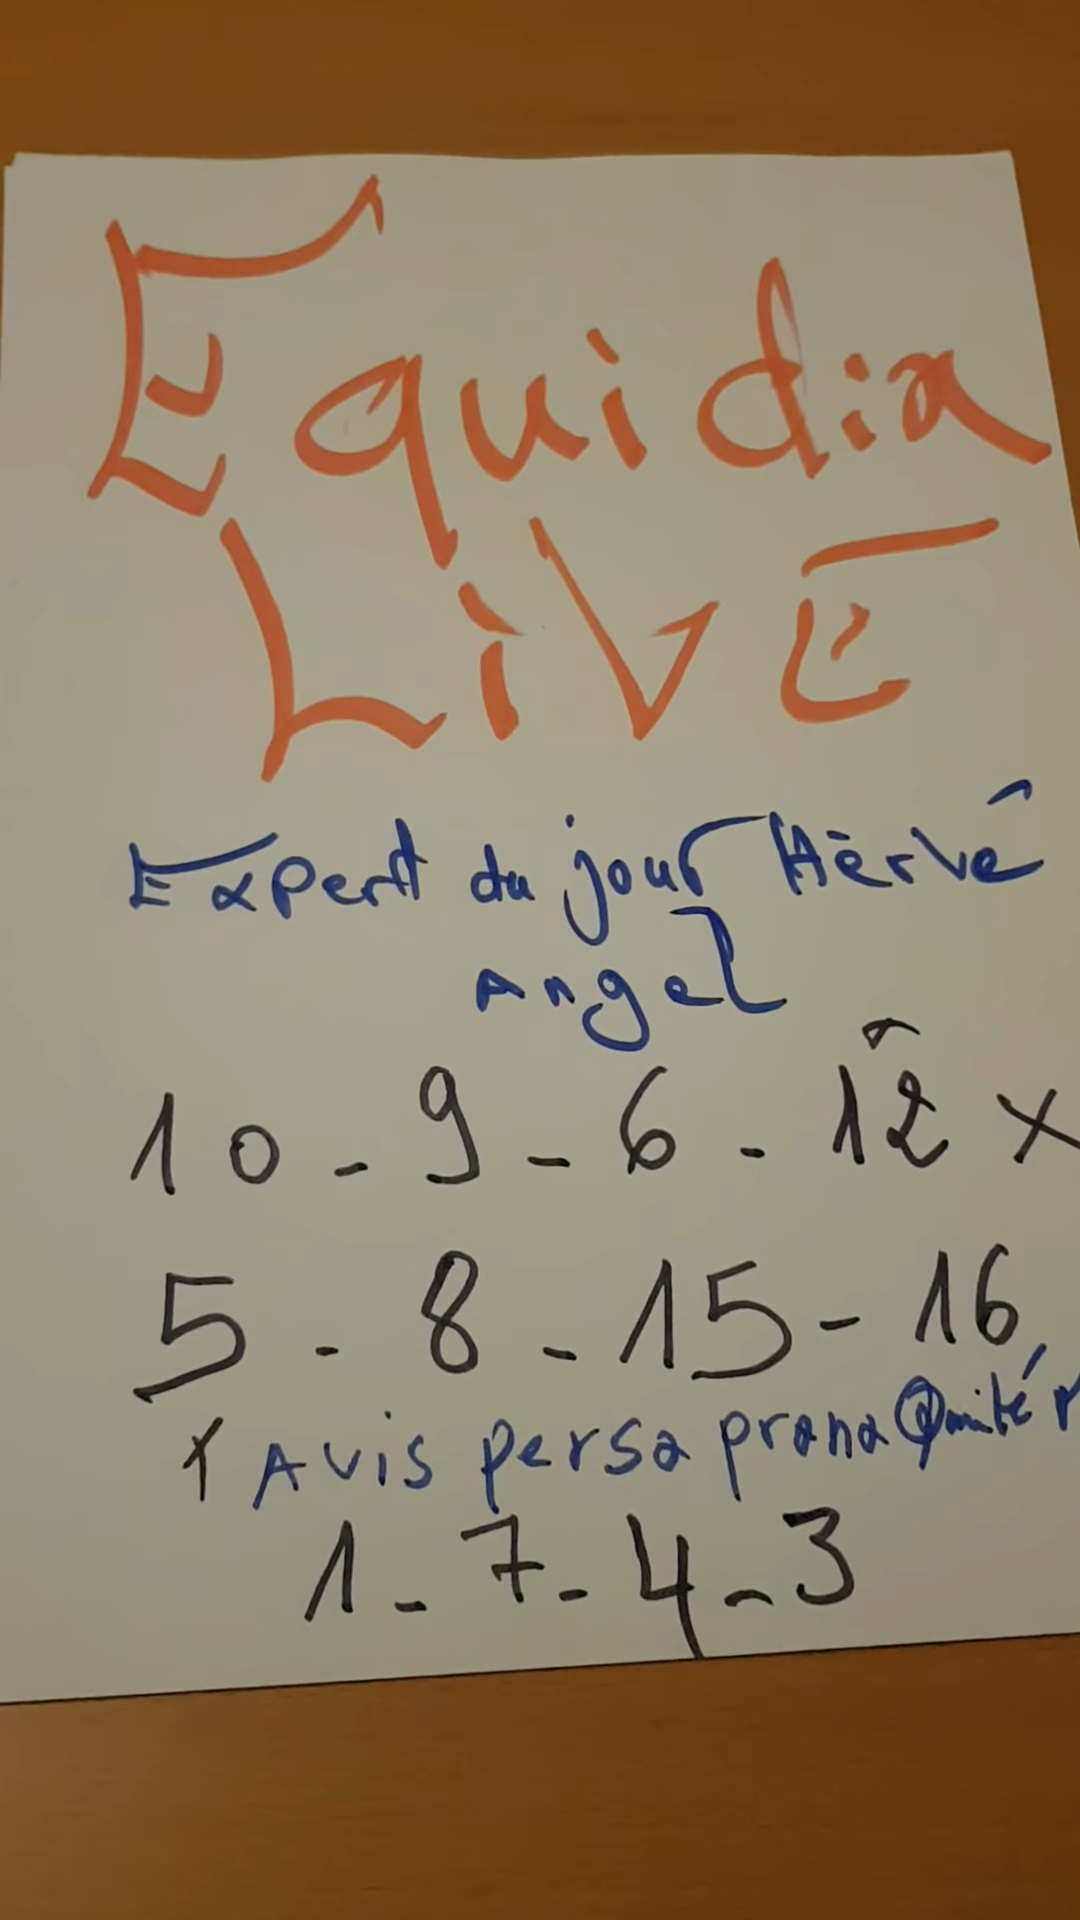 Equidia
LiVE
Expert du jour Hervé
Angel
10 - 9 - 6 - 12 x
5 - 8 - 15 - 16
x Avis perso prono
1 - 7 - 4 - 3